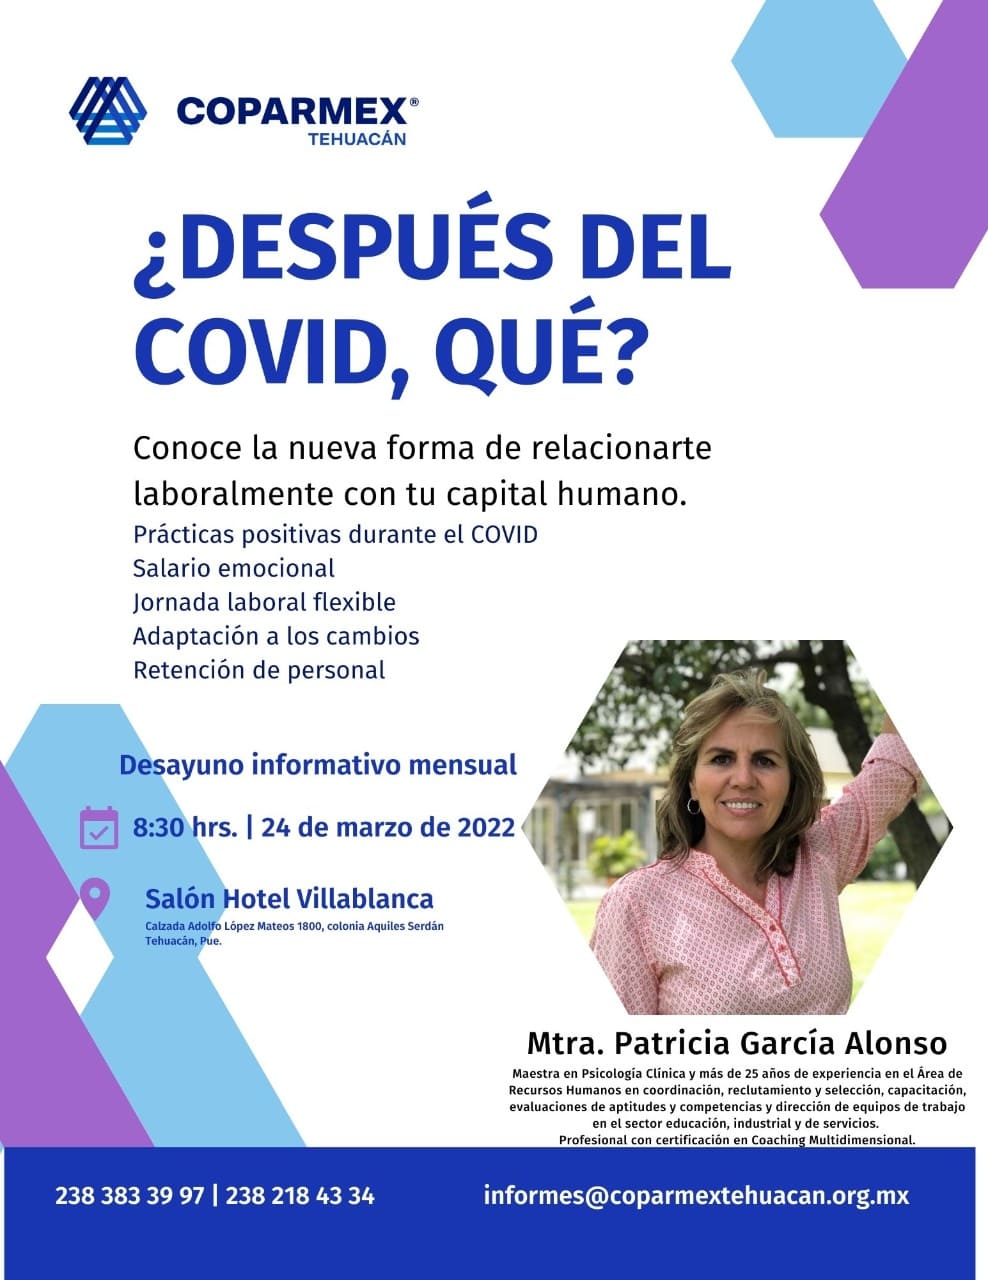 COPARMEX®
TEHUACÁN
¿DESPUÉS DEL
COVID, QUÉ?
Conoce la nueva forma de relacionarte
laboralmente con tu capital humano.
Prácticas positivas durante el COVID
Salario emocional
Jornada laboral flexible
Adaptación a los cambios
Retención de personal
Desayuno informativo mensual
8:30 hrs. | 24 de marzo de 2022
Salón Hotel Villablanca
Calzada Adolfo López Mateos 1800, colonia Aquiles Serdán
Tehuacán, Pue.
Mtra. Patricia García Alonso
Maestra en Psicología Clínica y más de 25 años de experiencia en el Área de
Recursos Humanos en coordinación, reclutamiento y selección, capacitación,
evaluaciones de aptitudes y competencias y dirección de equipos de trabajo
en el sector educación, industrial y de servicios.
Profesional con certificación en Coaching Multidimensional.
238 383 39 97 | 238 218 43 34
informes@coparmextehuacan.org.mx